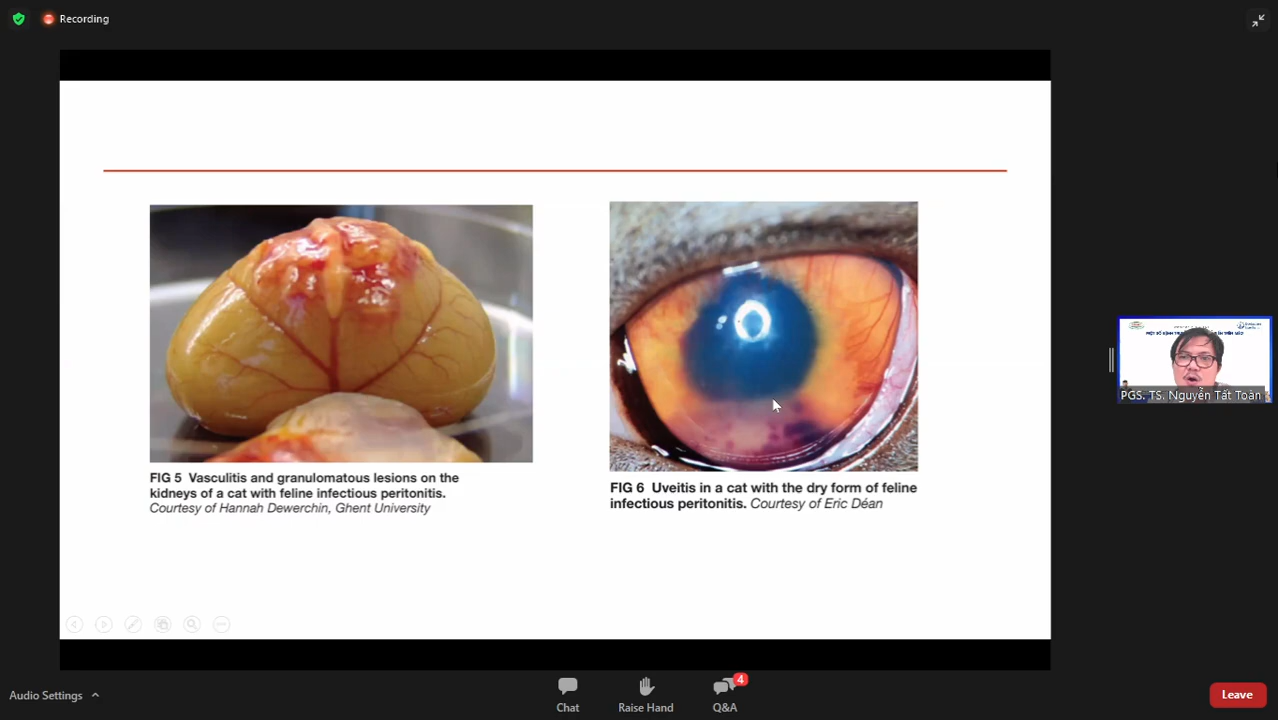 Recording
FIG 5 Vasculitis and granulomatous lesions on the
kidneys of a cat with feline infectious peritonitis.
Courtesy of Hannah Dewerchin, Ghent University
FIG 6 Uveitis in a cat with the dry form of feline
infectious peritonitis. Courtesy of Eric Déan
PGS. TS. Nguyễn Tất Toàn
Audio Settings
Chat
Raise Hand
4
Q&A
Leave